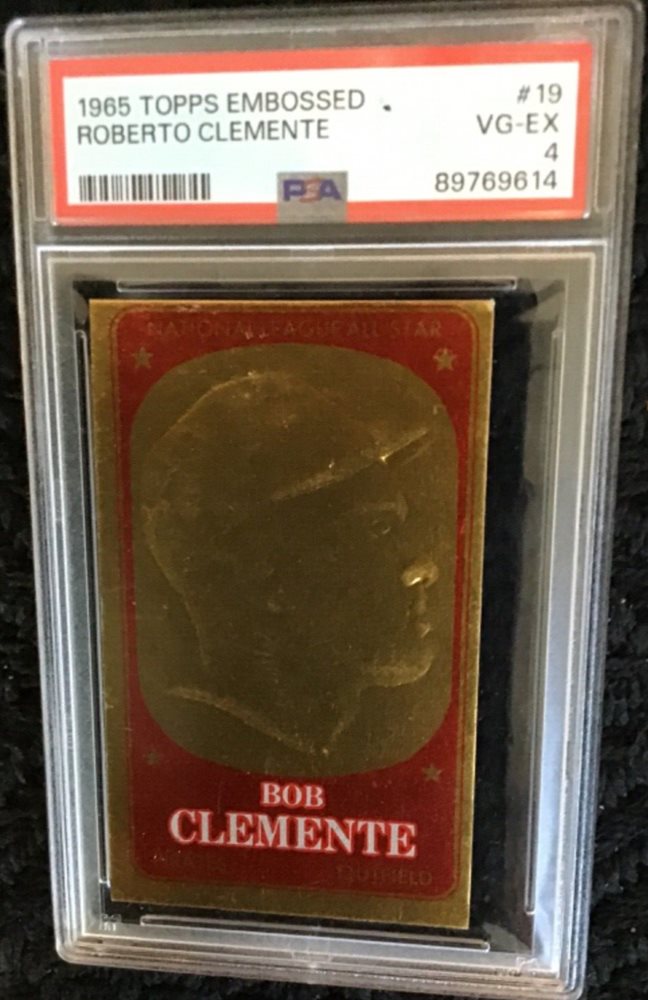 1965 TOPPS EMBOSSED #19
ROBERTO CLEMENTE VG-EX
4
PSA 89769614
NATIONAL LEAGUE ALL STAR
BOB
CLEMENTE
OUTFIELD